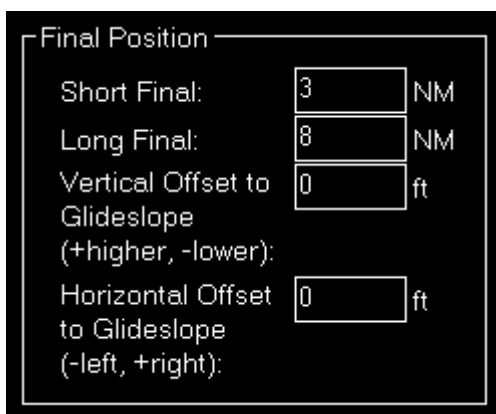 Final Position
Short Final: 3 NM
Long Final: 8 NM
Vertical Offset to 0 ft
Glideslope
(+higher, -lower):
Horizontal Offset 0 ft
to Glideslope
(-left, +right):